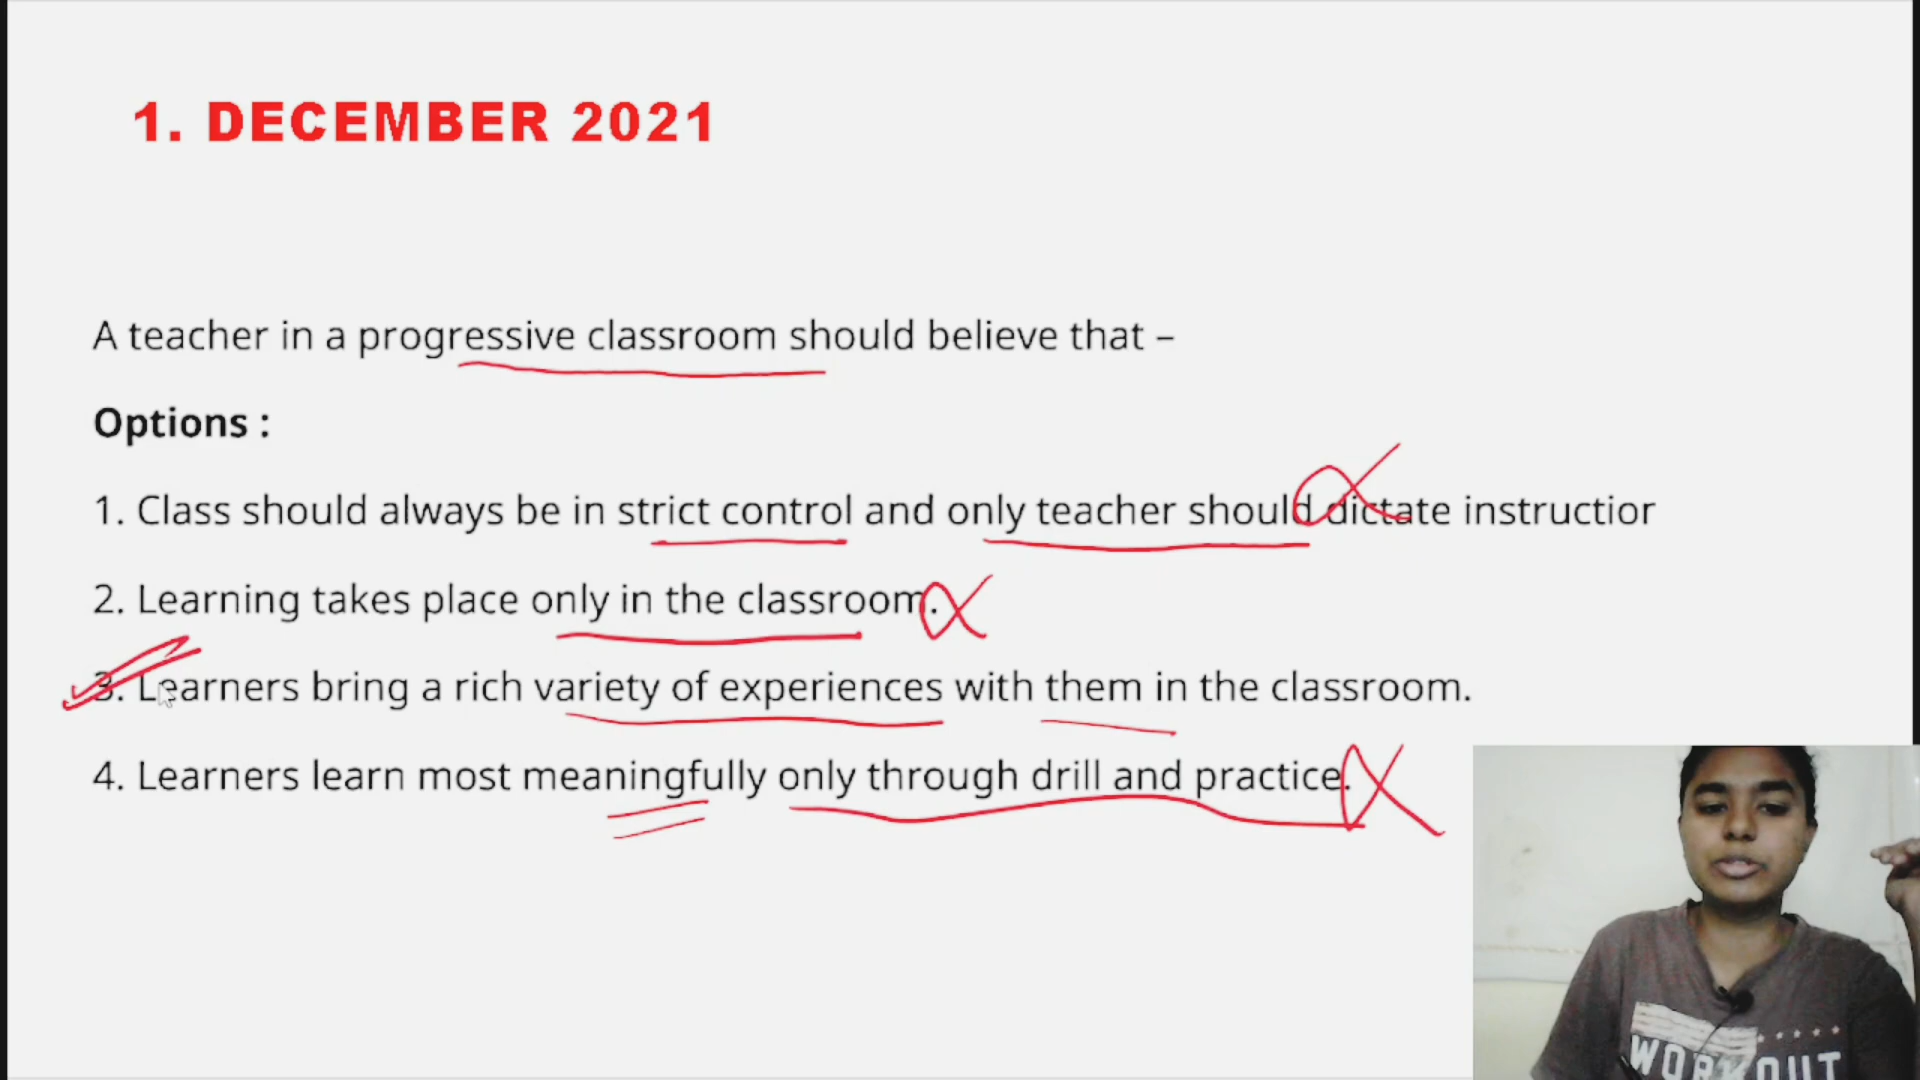 1. DECEMBER 2021
A teacher in a progressive classroom should believe that –
Options :
1. Class should always be in strict control and only teacher should dictate instructior
2. Learning takes place only in the classroom.
3. Learners bring a rich variety of experiences with them in the classroom.
4. Learners learn most meaningfully only through drill and practice.
WORKOUT